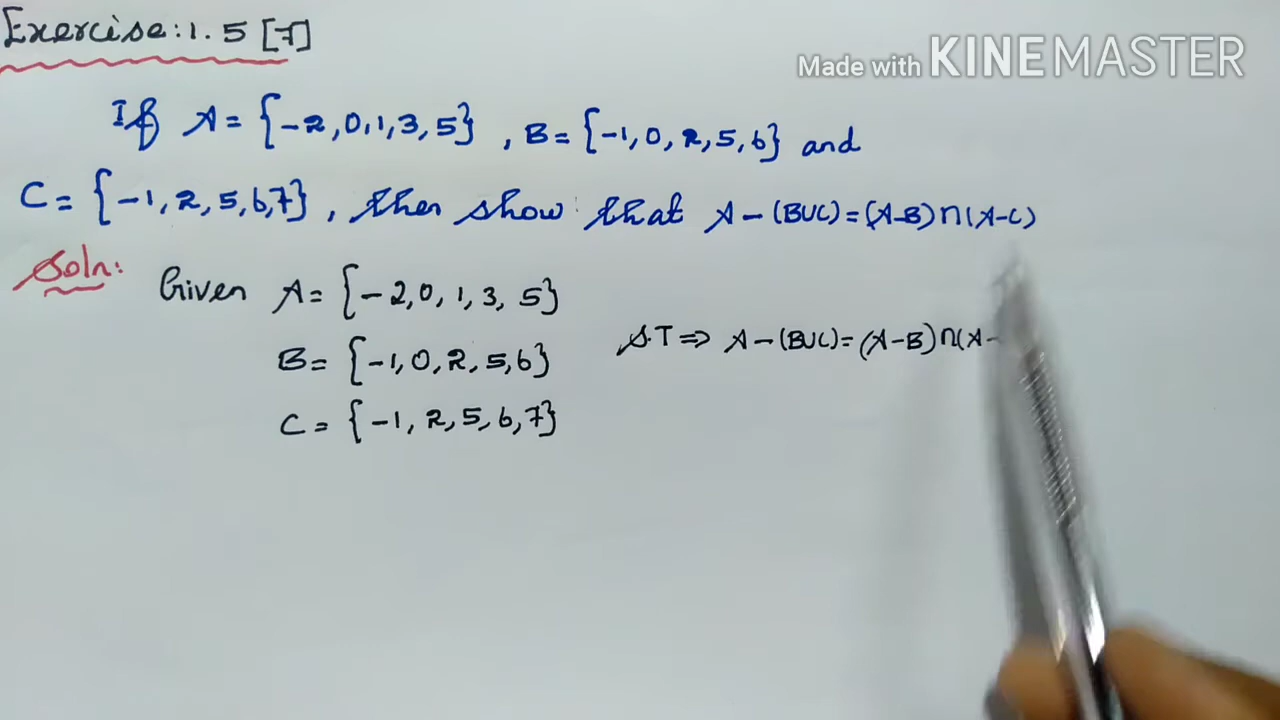 Exercise: 1.5 [7]
Made with KINEMASTER
If A = {-2, 0, 1, 3, 5}, B = {-1, 0, 2, 5, 6} and
C = {-1, 2, 5, 6, 7}, then show that A - (B∪C) = (A-B)∩(A-C)
Soln:
Given A = {-2, 0, 1, 3, 5}
S.T ⇒ A - (B∪C) = (A-B)∩(A-
B = {-1, 0, 2, 5, 6}
C = {-1, 2, 5, 6, 7}